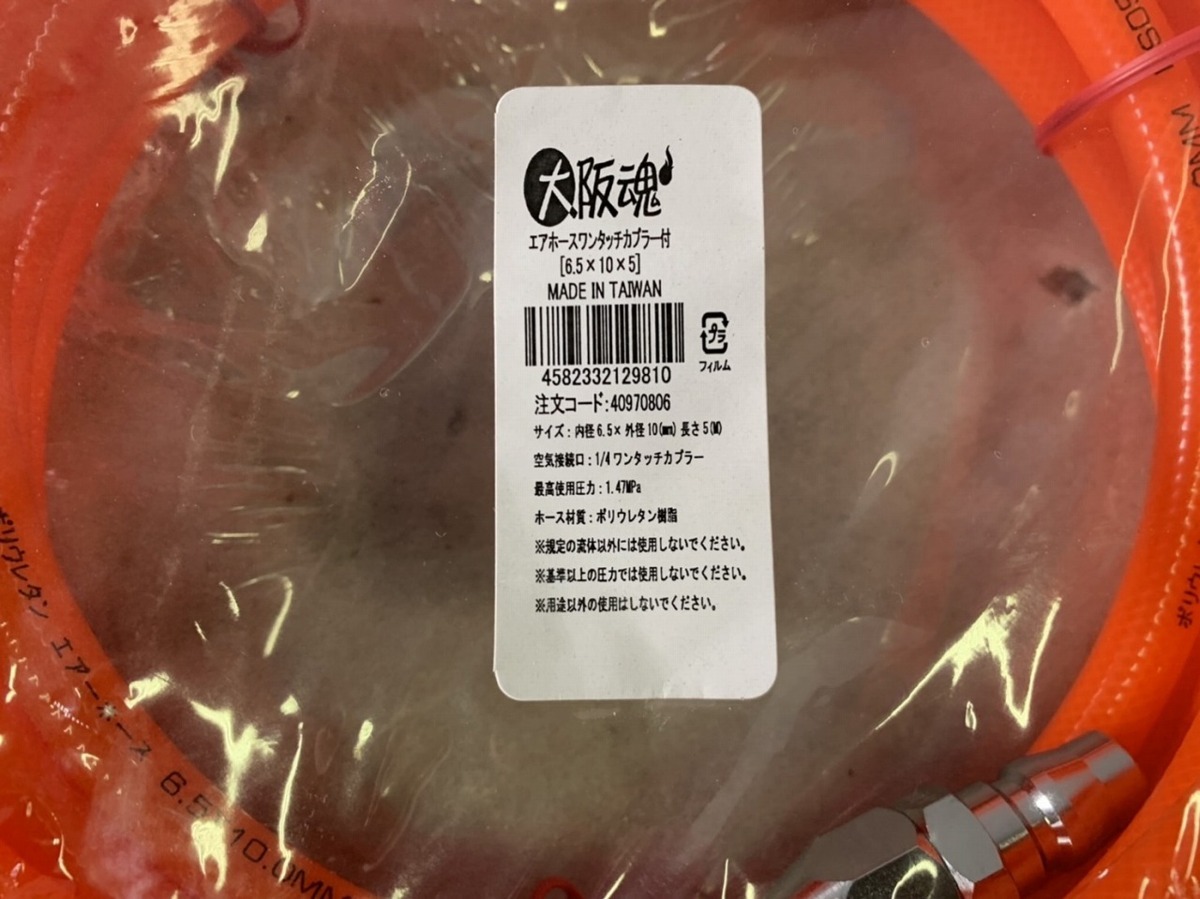 大阪魂
エアホースワンタッチカプラー付
[6.5×10×5]
MADE IN TAIWAN
4582332129810
プラ
フィルム
注文コード:40970806
サイズ:内径6.5×外径10(mm)長さ5(M)
空気接続口:1/4ワンタッチカプラー
最高使用圧力:1.47MPa
ホース材質:ポリウレタン樹脂
※規定の流体以外には使用しないでください。
※基準以上の圧力では使用しないでください。
※用途以外の使用はしないでください。
ポリウレタン エアーホース 6.5×10.0MM